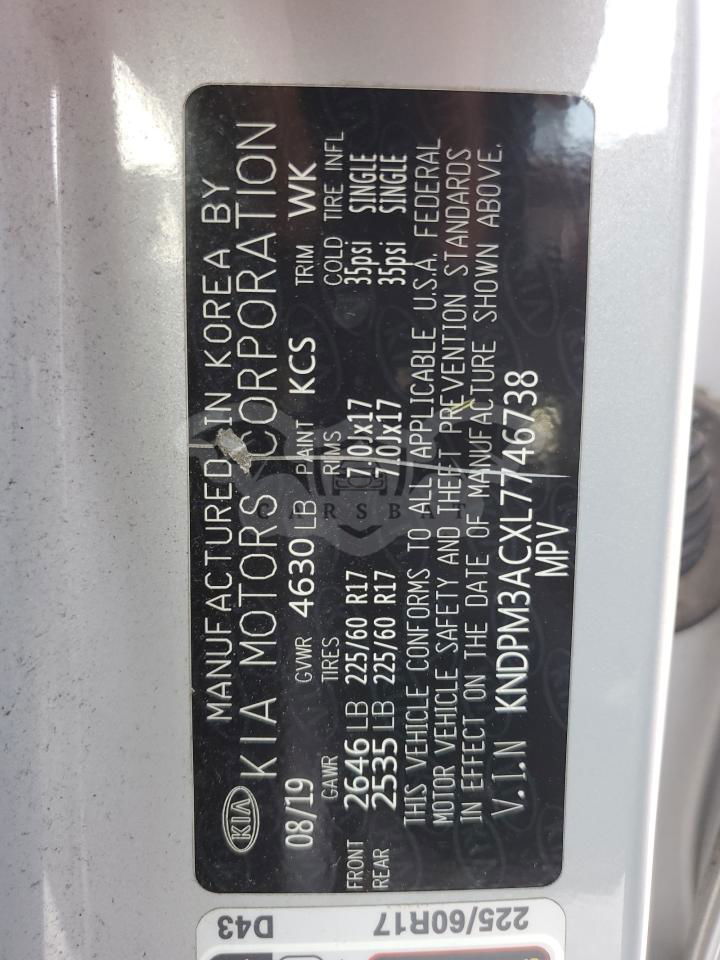 MANUFACTURED IN KOREA BY
KIA KIA MOTORS CORPORATION
08/19 GVWR 4630 LB PAINT KCS TRIM WK
GAWR TIRES RIMS COLD TIRE INFL
FRONT 2646 LB 225/60 R17 7.0Jx17 35psi SINGLE
REAR 2535 LB 225/60 R17 7.0Jx17 35psi SINGLE
THIS VEHICLE CONFORMS TO ALL APPLICABLE U.S.A. FEDERAL
MOTOR VEHICLE SAFETY AND THEFT PREVENTION STANDARDS
IN EFFECT ON THE DATE OF MANUFACTURE SHOWN ABOVE.
V.I.N KNDPM3ACXL7746738
MPV
CARSBAT
D43
225/60R17